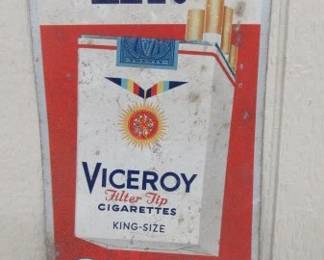 VICEROY
Filter Tip
CIGARETTES
KING-SIZE